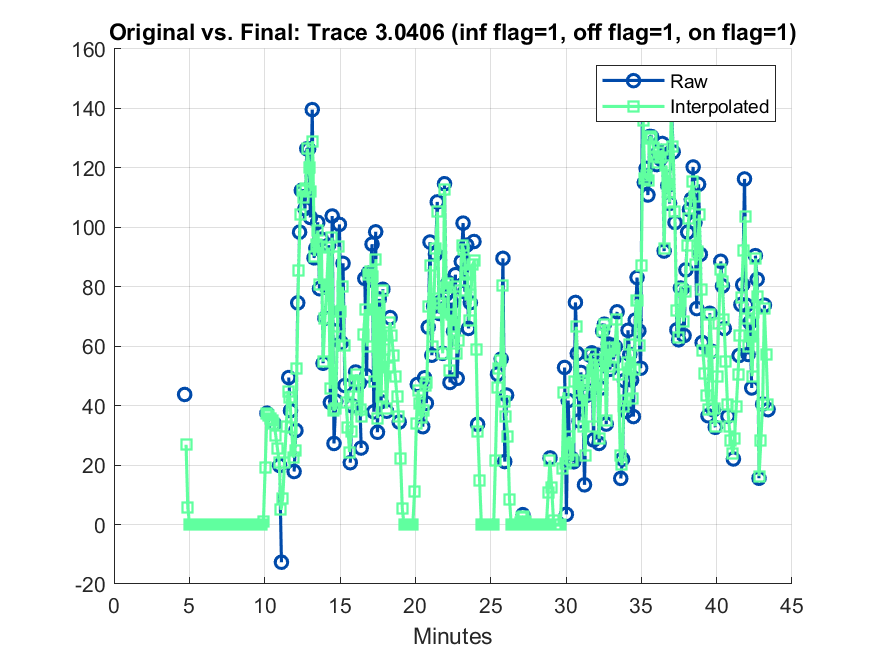 Original vs. Final: Trace 3.0406 (inf flag=1, off flag=1, on flag=1)
160
140
120
100
80
60
40
20
0
-20
Raw
Interpolated
0 5 10 15 20 25 30 35 40 45
Minutes